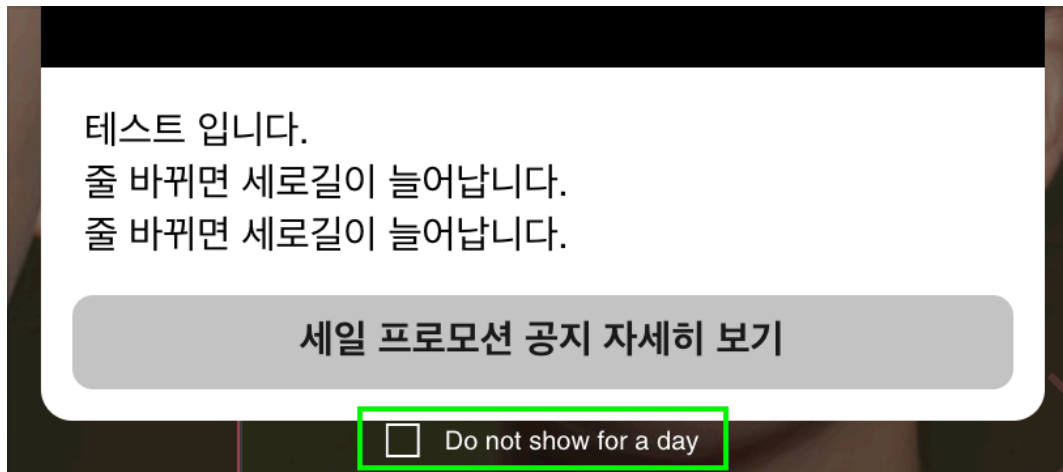 테스트 입니다.
줄 바뀌면 세로길이 늘어납니다.
줄 바뀌면 세로길이 늘어납니다.
세일 프로모션 공지 자세히 보기
Do not show for a day